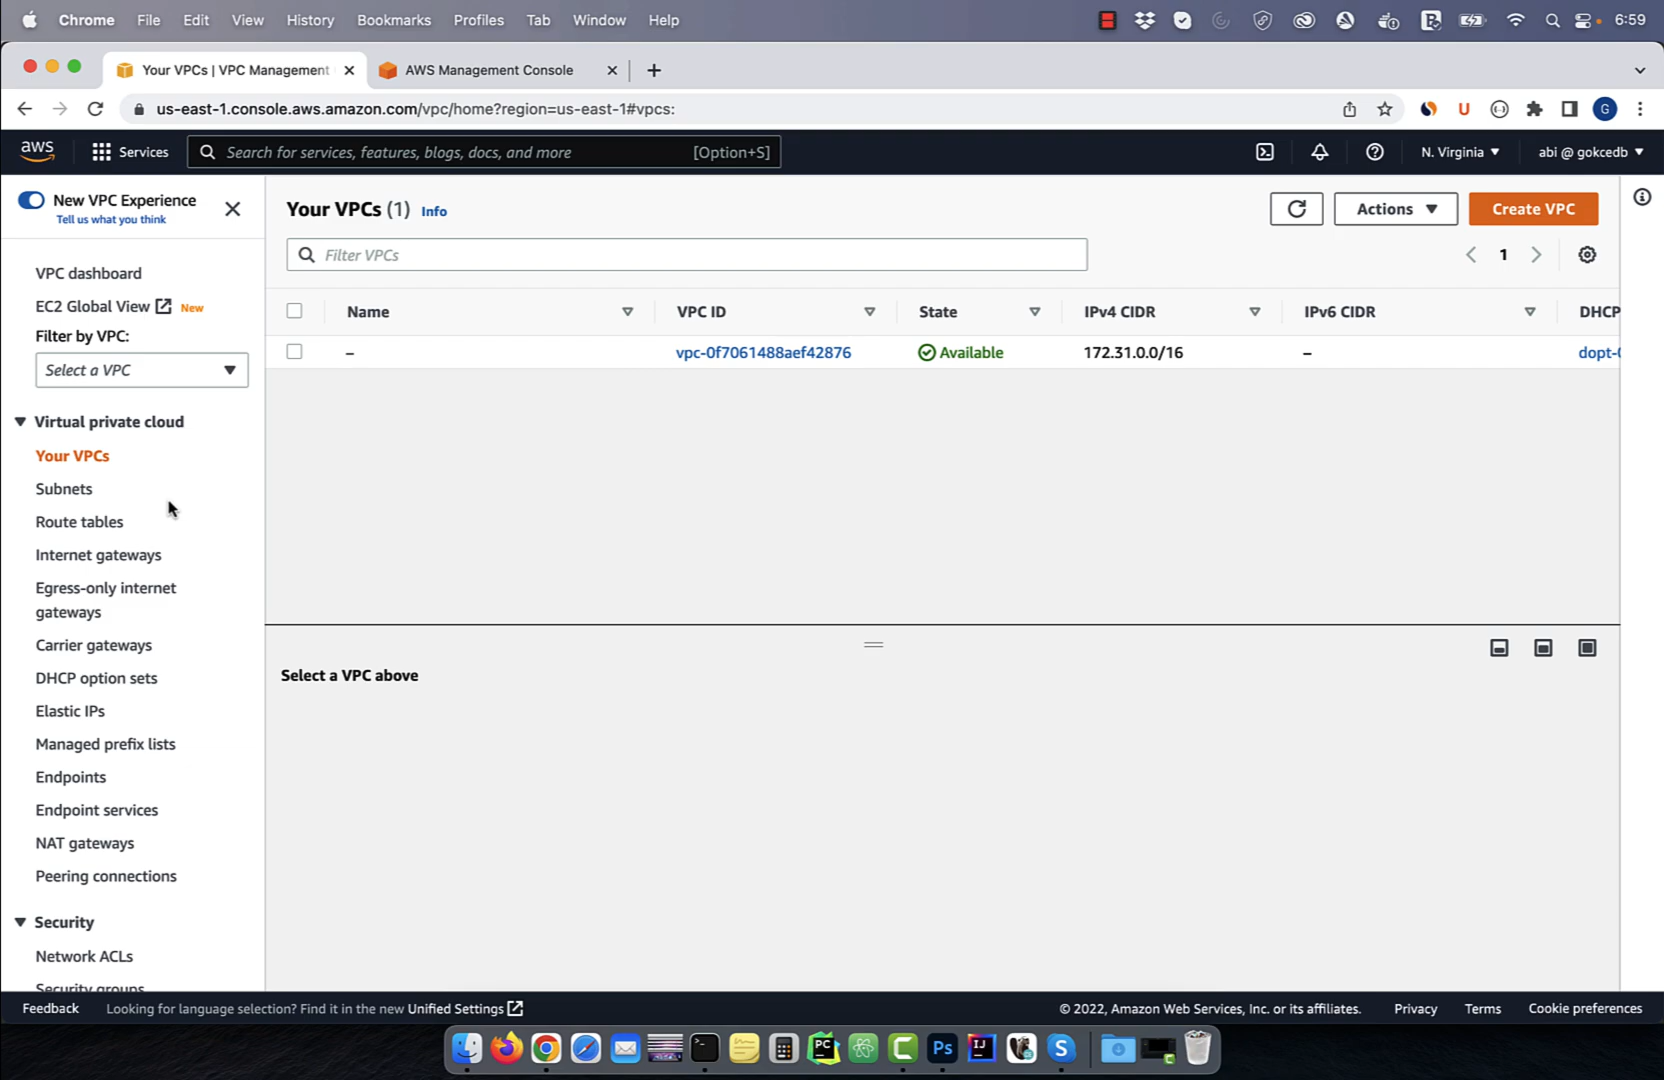 Chrome File Edit View History Bookmarks Profiles Tab Window Help 6:59
Your VPCs | VPC Management AWS Management Console
us-east-1.console.aws.amazon.com/vpc/home?region=us-east-1#vpcs: U G
aws Services Search for services, features, blogs, docs, and more [Option+S] N. Virginia abi @ gokcedb
New VPC Experience
Tell us what you think
VPC dashboard
EC2 Global View New
Filter by VPC:
Select a VPC
Virtual private cloud
Your VPCs
Subnets
Route tables
Internet gateways
Egress-only internet
gateways
Carrier gateways
DHCP option sets
Elastic IPs
Managed prefix lists
Endpoints
Endpoint services
NAT gateways
Peering connections
Security
Network ACLs
Security groups
Your VPCs (1) Info Actions Create VPC
Filter VPCs 1
Name VPC ID State IPv4 CIDR IPv6 CIDR DHCP
– vpc-0f7061488aef42876 Available 172.31.0.0/16 – dopt-
Select a VPC above
Feedback Looking for language selection? Find it in the new Unified Settings © 2022, Amazon Web Services, Inc. or its affiliates. Privacy Terms Cookie preferences
PC Ps IJ S